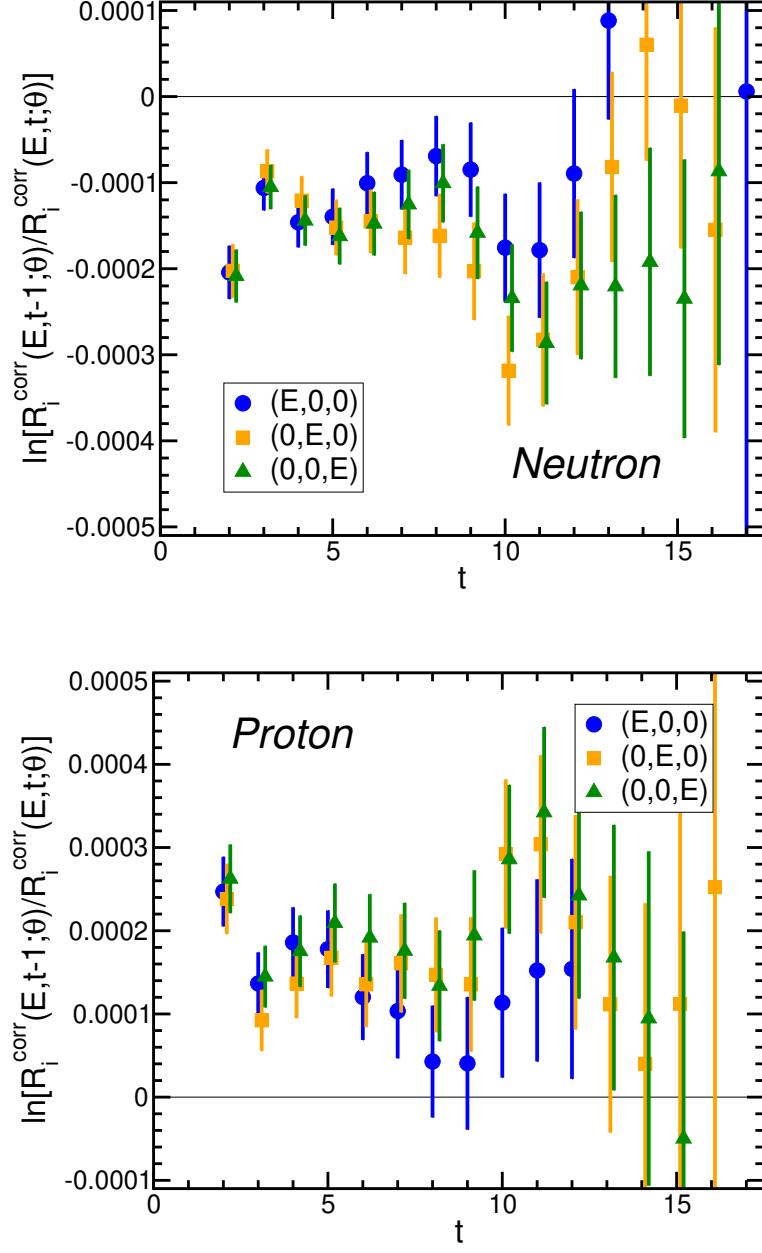 0.0001
0
-0.0001
-0.0002
-0.0003
-0.0004
-0.0005
ln[R_i^corr(E,t-1;θ)/R_i^corr(E,t;θ)]
(E,0,0)
(0,E,0)
(0,0,E)
Neutron
0 5 10 15
t
0.0005
0.0004
0.0003
0.0002
0.0001
0
-0.0001
ln[R_i^corr(E,t-1;θ)/R_i^corr(E,t;θ)]
Proton
(E,0,0)
(0,E,0)
(0,0,E)
0 5 10 15
t